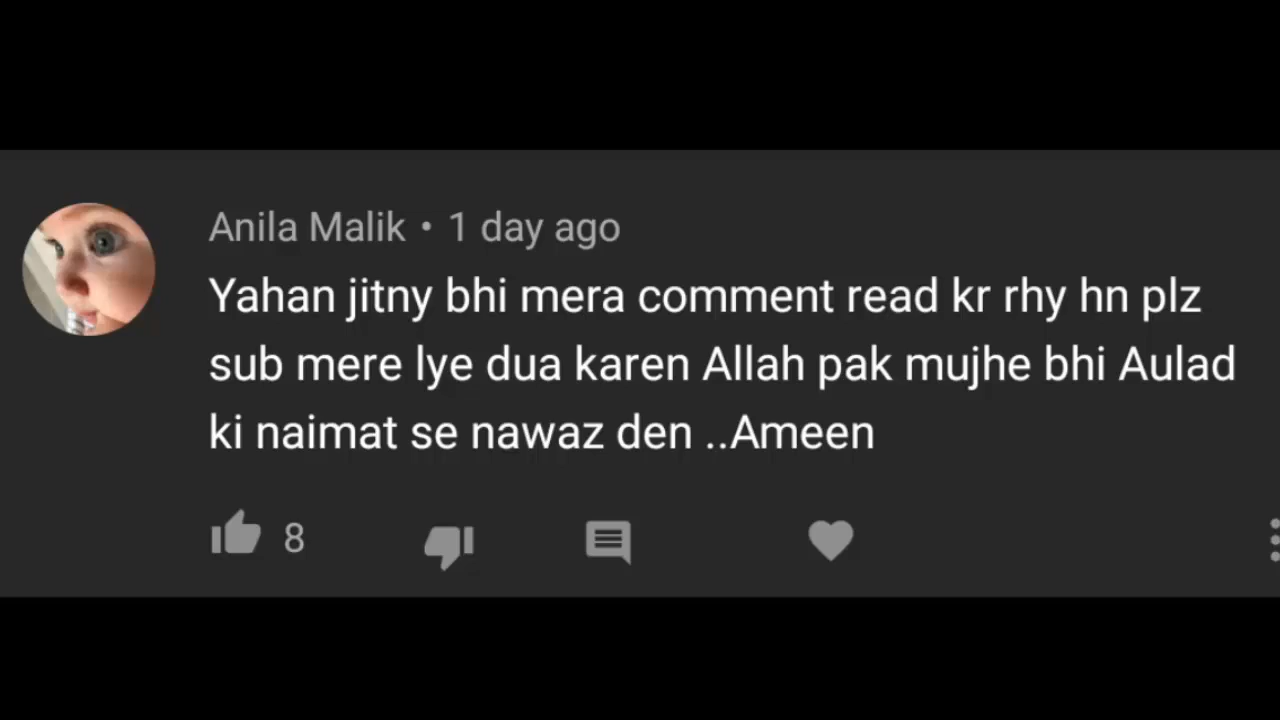 Anila Malik • 1 day ago
Yahan jitny bhi mera comment read kr rhy hn plz
sub mere lye dua karen Allah pak mujhe bhi Aulad
ki naimat se nawaz den ..Ameen
8